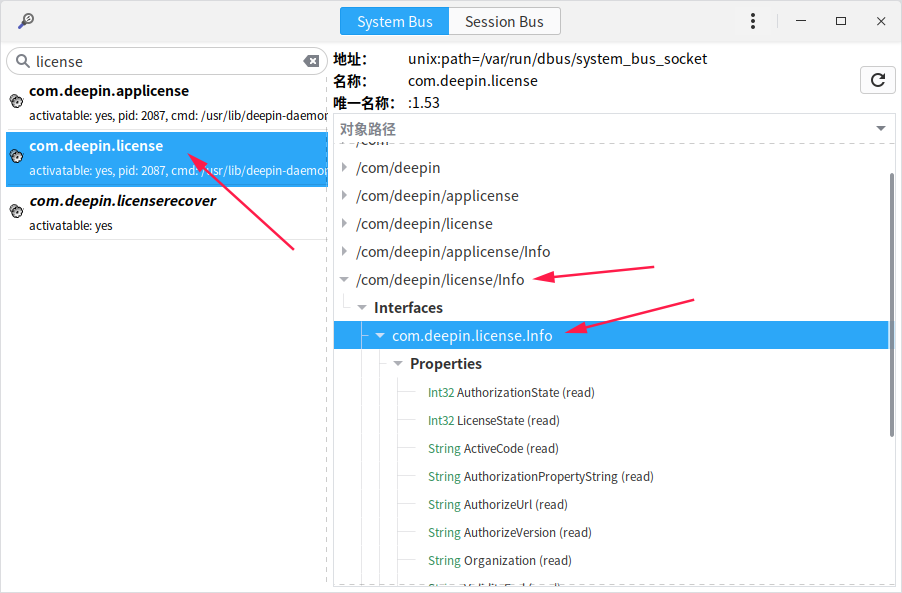 System Bus
Session Bus
license
com.deepin.applicense
activatable: yes, pid: 2087, cmd: /usr/lib/deepin-daemon
com.deepin.license
activatable: yes, pid: 2087, cmd: /usr/lib/deepin-daemon
com.deepin.licenserecover
activatable: yes
地址： unix:path=/var/run/dbus/system_bus_socket
名称： com.deepin.license
唯一名称： :1.53
对象路径
/com
/com/deepin
/com/deepin/applicense
/com/deepin/license
/com/deepin/applicense/Info
/com/deepin/license/Info
Interfaces
com.deepin.license.Info
Properties
Int32 AuthorizationState (read)
Int32 LicenseState (read)
String ActiveCode (read)
String AuthorizationPropertyString (read)
String AuthorizeUrl (read)
String AuthorizeVersion (read)
String Organization (read)